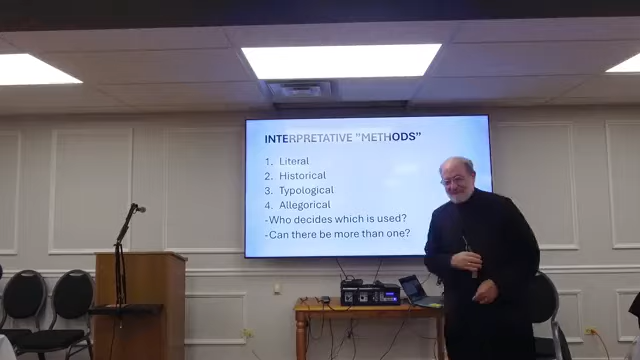 INTERPRETATIVE "METHODS"
1. Literal
2. Historical
3. Typological
4. Allegorical
-Who decides which is used?
-Can there be more than one?